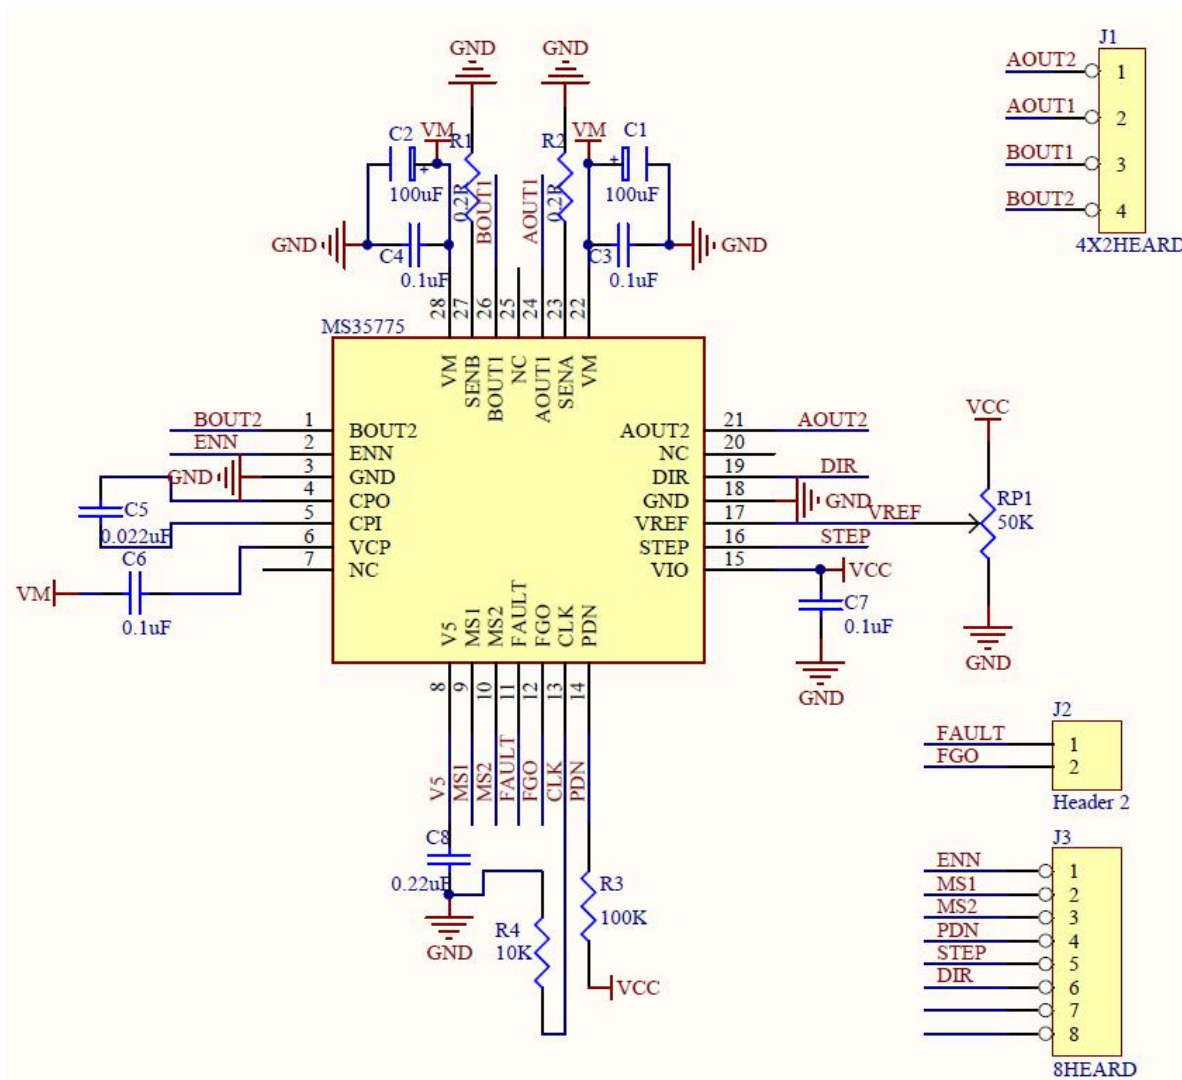 GND
GND
J1
AOUT2
1
AOUT1
2
BOUT1
3
BOUT2
4
4X2HEARD
C2
VM
R1
R2
VM
C1
+
100uF
0.2R
BOUT1
AOUT1
0.2R
+
100uF
GND
C4
0.1uF
C3
0.1uF
GND
28
27
26
25
24
23
22
MS35775
VM
SENB
BOUT1
NC
AOUT1
SENA
VM
BOUT2
1
BOUT2
ENN
2
ENN
GND
3
GND
4
CPO
C5
0.022uF
5
CPI
6
VCP
7
NC
C6
VM
0.1uF
AOUT2
21
AOUT2
NC
20
DIR
19
DIR
GND
18
GND
VREF
17
VREF
STEP
16
STEP
VIO
15
VCC
C7
0.1uF
GND
VCC
RP1
50K
GND
V5
MS1
MS2
FAULT
FGO
CLK
PDN
8
9
10
11
12
13
14
V5
MS1
MS2
FAULT
FGO
CLK
PDN
C8
0.22uF
GND
R4
10K
R3
100K
VCC
J2
FAULT
1
FGO
2
Header 2
J3
ENN
1
MS1
2
MS2
3
PDN
4
STEP
5
DIR
6
7
8
8HEARD